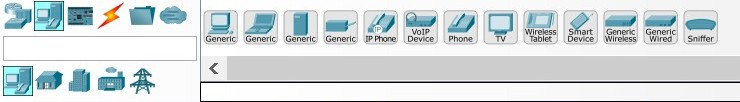 Generic
Generic
Generic
Generic
IP Phone
VoIP
Device
Phone
TV
Wireless
Tablet
Smart
Device
Generic
Wireless
Generic
Wired
Sniffer